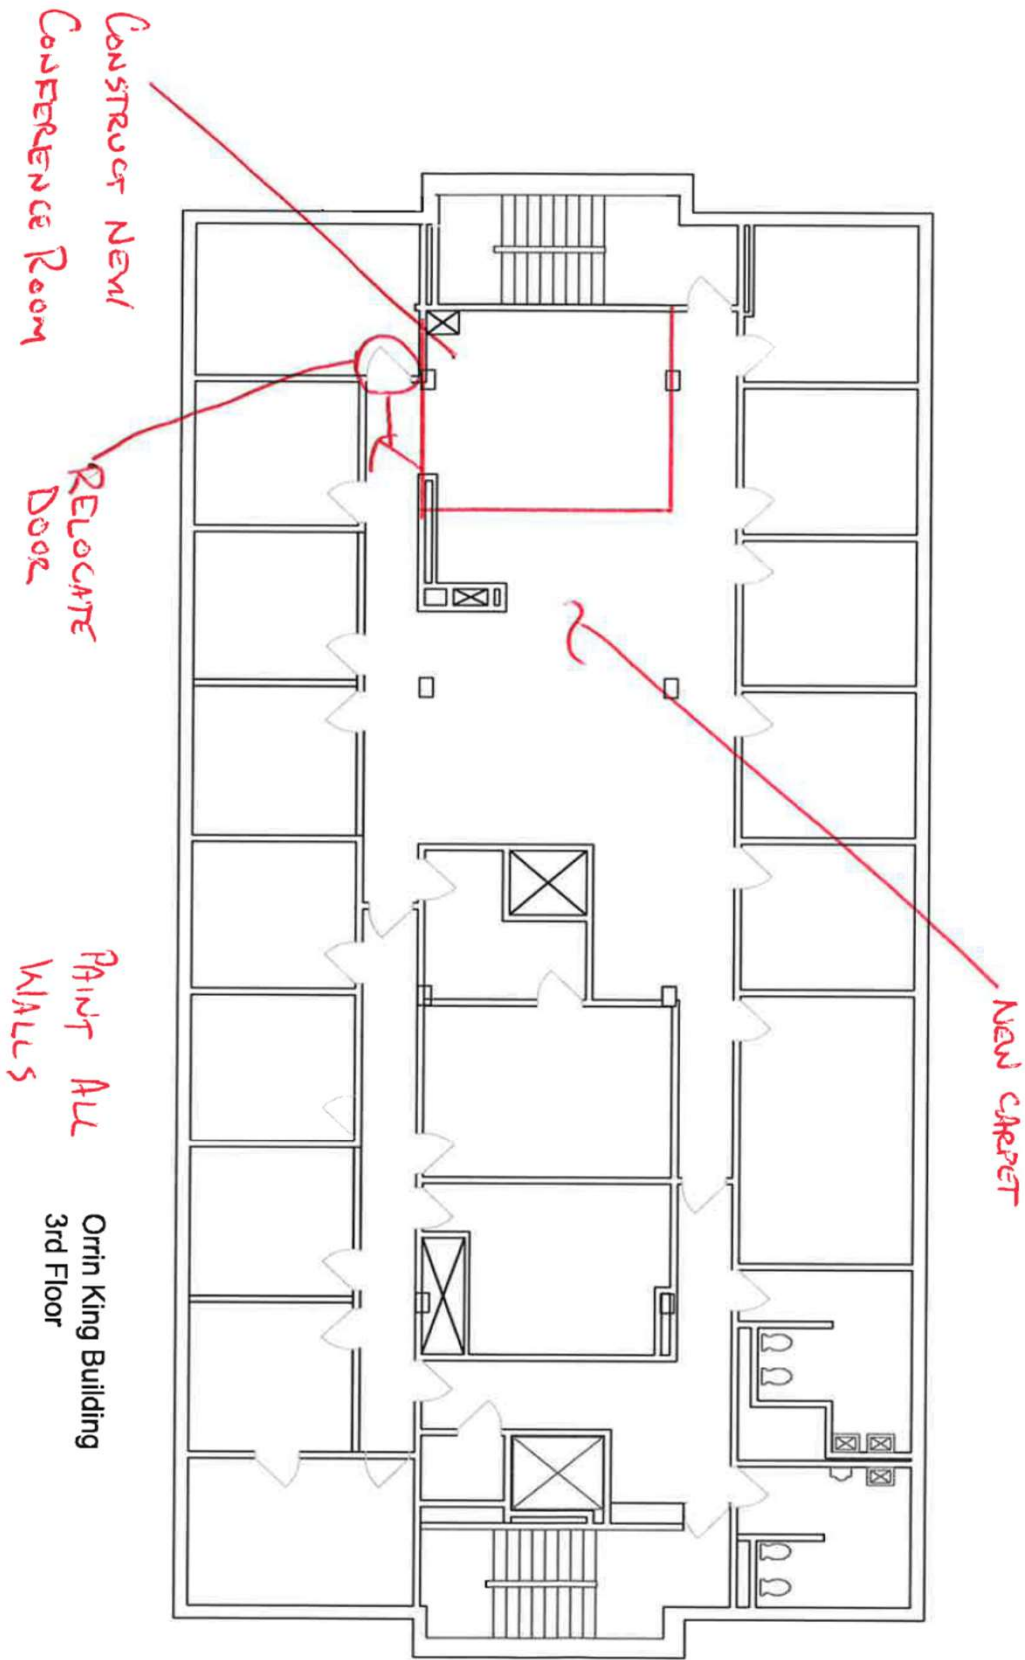 CONSTRUCT NEW
CONFERENCE ROOM
RELOCATE
DOOR
NEW CARPET
PAINT ALL
WALLS
Orrin King Building
3rd Floor